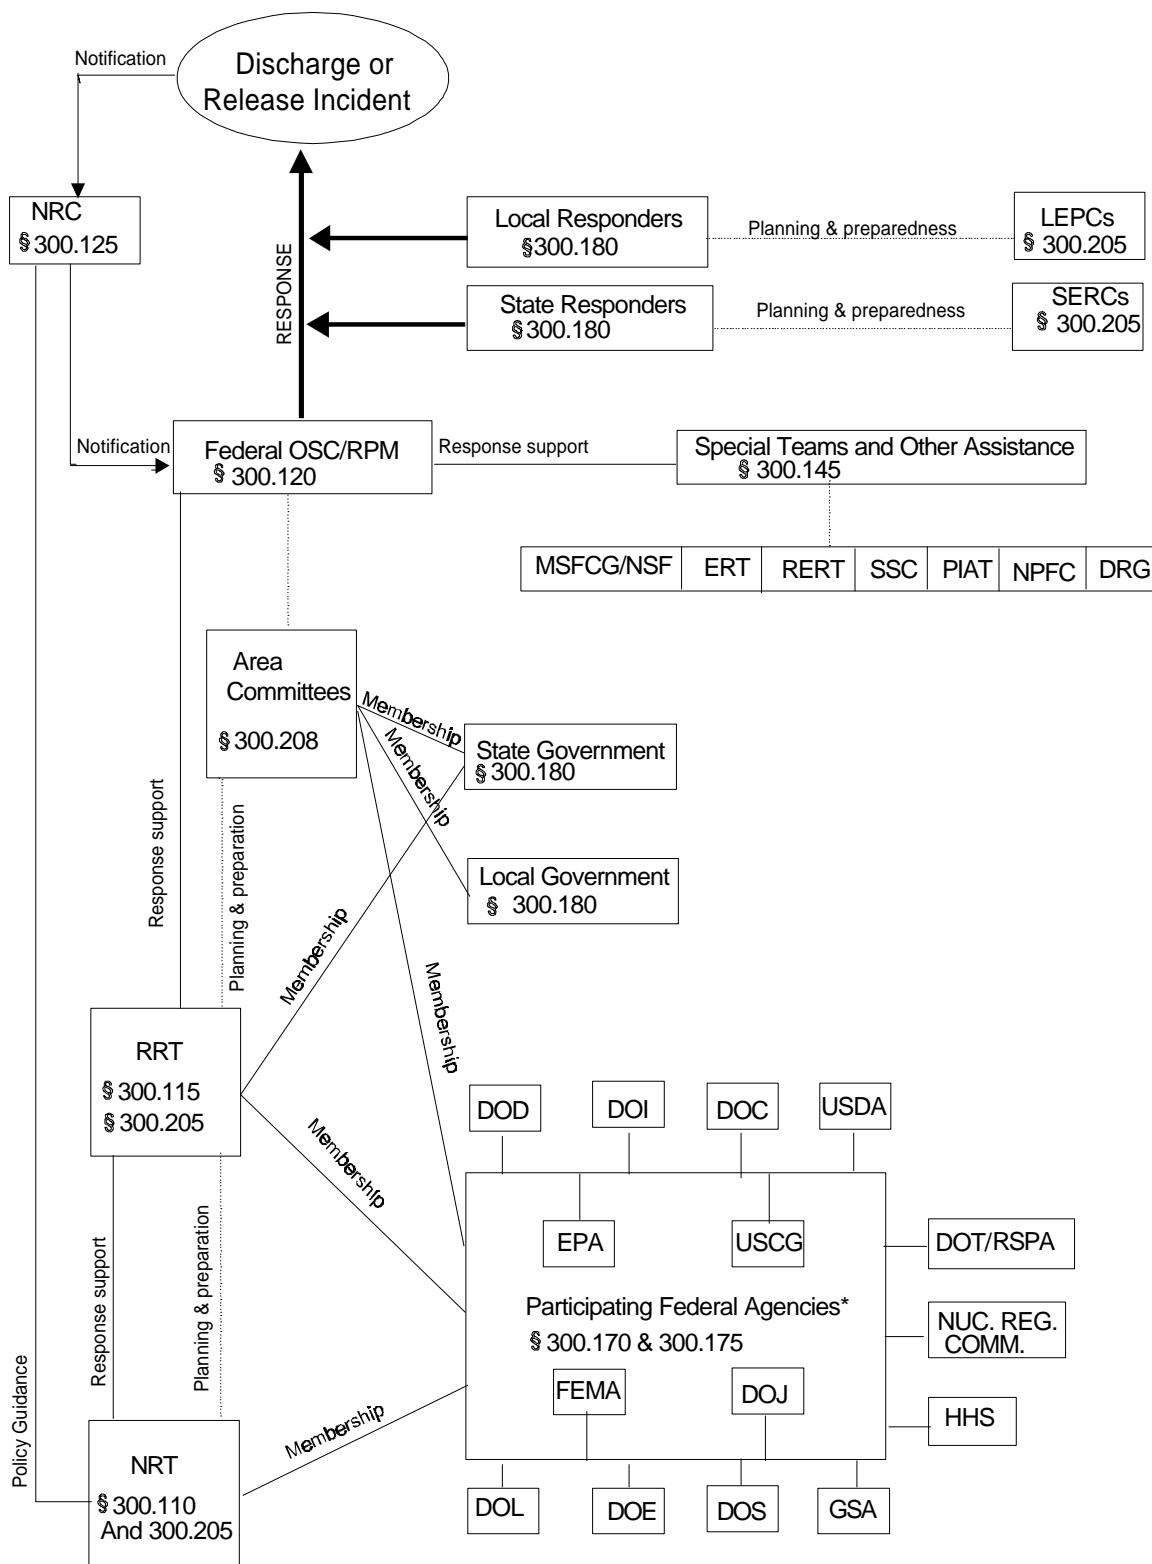 Notification
Discharge or
Release Incident
NRC
§ 300.125
Local Responders
§300.180
Planning & preparedness
LEPCs
§ 300.205
RESPONSE
State Responders
§ 300.180
Planning & preparedness
SERCs
§ 300.205
Notification
Federal OSC/RPM
§ 300.120
Response support
Special Teams and Other Assistance
§ 300.145
MSFCG/NSF
ERT
RERT
SSC
PIAT
NPFC
DRG
Area
Committees
§ 300.208
Membership
Membership
State Government
§ 300.180
Local Government
§ 300.180
Response support
Planning & preparation
Membership
Membership
RRT
§ 300.115
§ 300.205
Membership
DOD
DOI
DOC
USDA
EPA
USCG
DOT/RSPA
Participating Federal Agencies*
§ 300.170 & 300.175
NUC. REG.
COMM.
FEMA
DOJ
HHS
Response support
Planning & preparation
Policy Guidance
Membership
NRT
§ 300.110
And 300.205
DOL
DOE
DOS
GSA